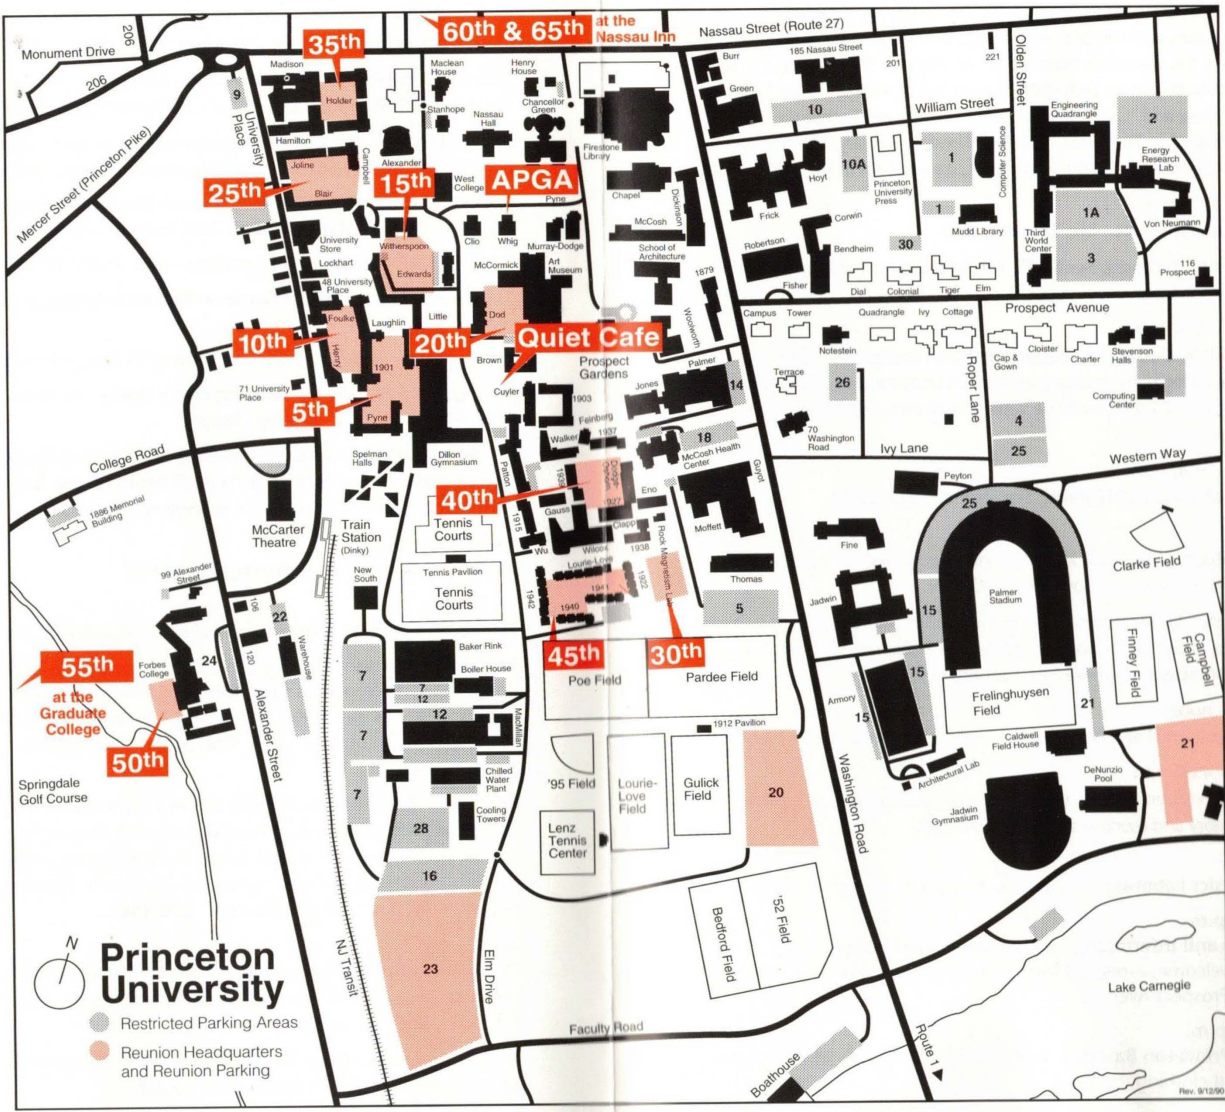 60th & 65th
at the
Nassau Inn
Nassau Street (Route 27)
Monument Drive
206
206
35th
Madison
Maclean
House
Henry
House
Burr
185 Nassau Street
201
221
Olden Street
9
University
Place
Holder
Stanhope
Chancellor
Green
Green
10
William Street
Engineering
Quadrangle
2
Mercer Street (Princeton Pike)
Hamilton
Nassau
Hall
Firestone
Library
Computer Science
1
Energy
Research
Lab
Joline
Campbell
Alexander
Hoyt
10A
Princeton
University
Press
25th
Blair
15th
West
College
APGA
Pyne
Chapel
Dickinson
Frick
Corwin
1
Mudd Library
1A
Von Neumann
University
Store
Witherspoon
Clio
Whig
Murray-Dodge
McCosh
Robertson
Bendheim
30
Third
World
Center
3
Lockhart
Edwards
McCormick
Art
Museum
School of
Architecture
1879
Fisher
Dial
Colonial
Tiger
Elm
116
Prospect
48 University
Place
Foulke
Laughlin
Little
Dod
Woolworth
Campus
Tower
Quadrangle
Ivy
Cottage
Prospect Avenue
10th
Henry
20th
Quiet Cafe
Notestein
Roper Lane
Cap &
Gown
Cloister
Charter
Stevenson
Halls
1901
Brown
Prospect
Gardens
Palmer
Terrace
26
71 University
Place
5th
Pyne
Cuyler
1903
Jones
14
Computing
Center
Feinberg
70
Washington
Road
4
College Road
Spelman
Halls
Dillon
Gymnasium
Walker
1937
18
McCosh Health
Center
Ivy Lane
25
Western Way
Patton
1939
Guyot
Peyton
1886 Memorial
Building
McCarter
Theatre
Train
Station
(Dinky)
40th
Tennis
Courts
1927
Eno
25
1915
Gauss
Clapp
Moffett
Fine
Clarke Field
Wu
Wilcox
1938
Rock Magnetism Lab
99 Alexander
Street
New
South
Tennis Pavilion
Lourie-Love
Thomas
Jadwin
Palmer
Stadium
Tennis
Courts
1942
1941
1922
1940
5
15
106
22
Finney Field
Campbell
Field
55th
at the
Graduate
College
Forbes
College
24
120
Warehouse
Baker Rink
45th
30th
7
Boiler House
Poe Field
Pardee Field
15
Frelinghuysen
Field
7
12
12
Armory
15
21
50th
Alexander Street
7
MacMillan
1912 Pavilion
Caldwell
Field House
21
Springdale
Golf Course
7
Chilled
Water
Plant
'95 Field
Lourie-
Love
Field
Gulick
Field
20
Washington Road
Architectural Lab
DeNunzio
Pool
28
Cooling
Towers
Lenz
Tennis
Center
Jadwin
Gymnasium
16
Bedford Field
'52 Field
N
Princeton
University
NJ Transit
23
Elm Drive
Lake Carnegie
Restricted Parking Areas
Faculty Road
Reunion Headquarters
and Reunion Parking
Boathouse
Route 1
Rev. 9/12/90